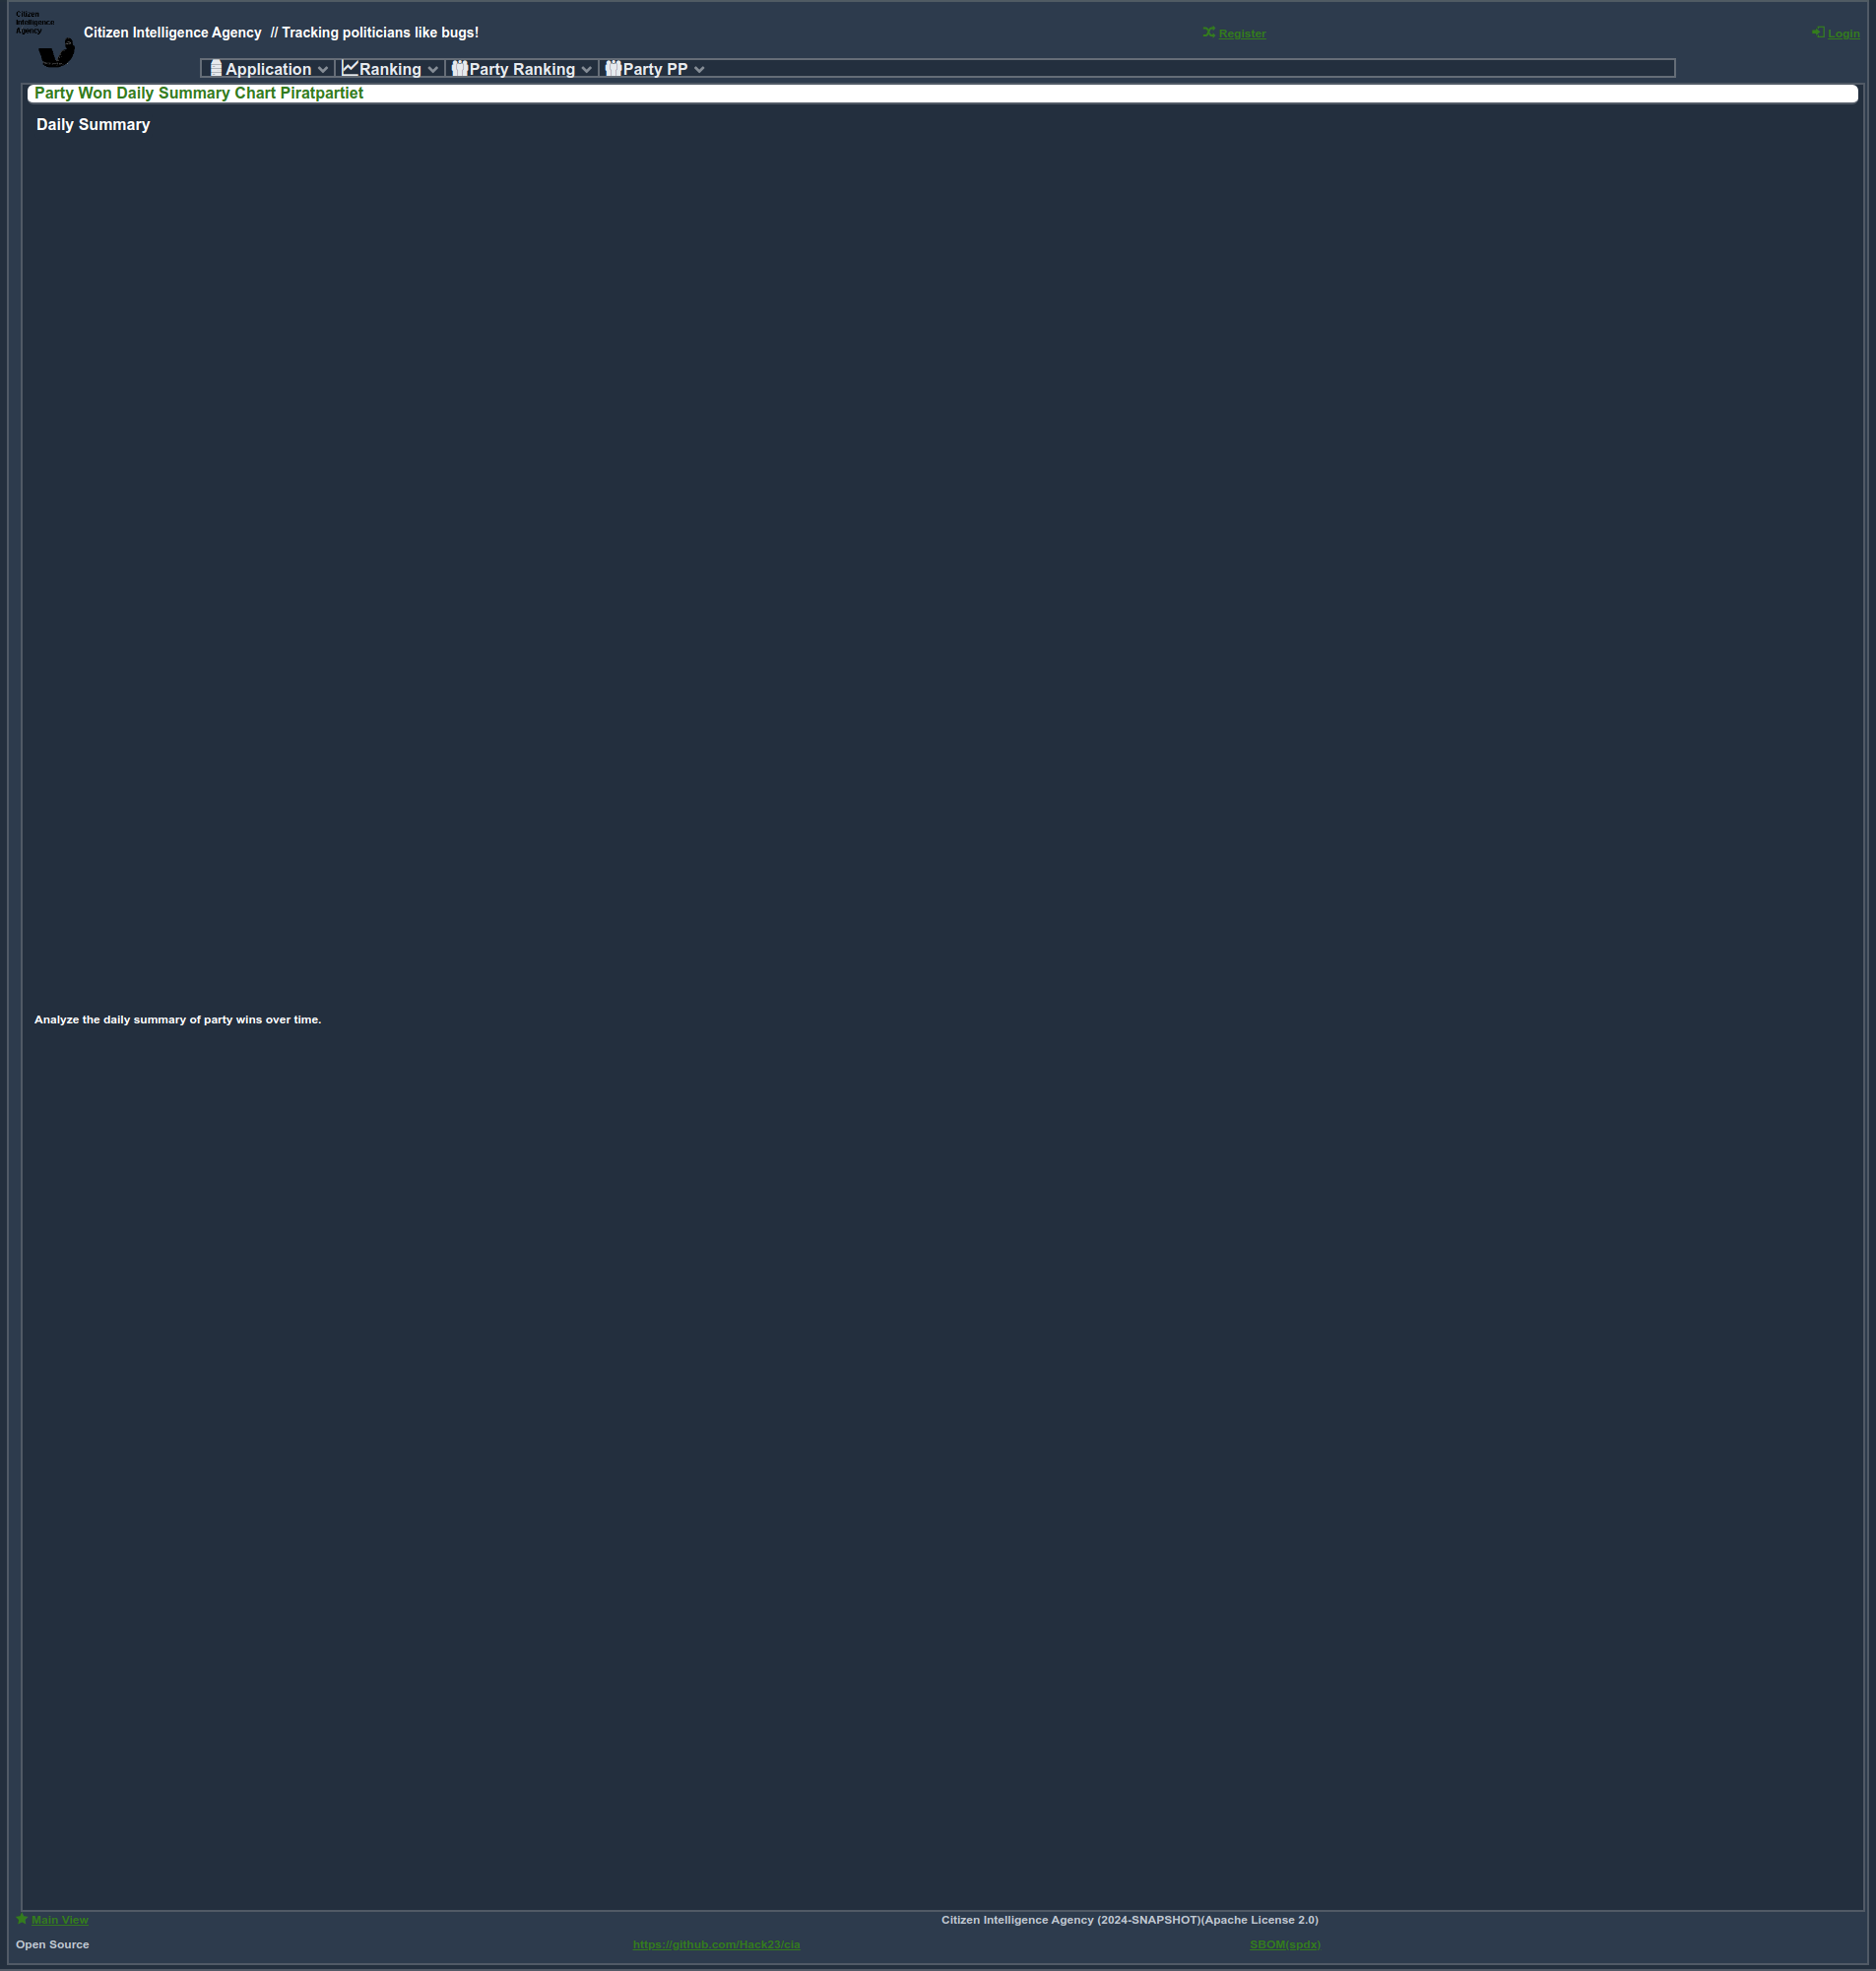 Citizen
Intelligence
Agency
Citizen Intelligence Agency // Tracking politicians like bugs!
Register
Login
Application
Ranking
Party Ranking
Party PP
Party Won Daily Summary Chart Piratpartiet
Daily Summary
Analyze the daily summary of party wins over time.
Main View
Citizen Intelligence Agency (2024-SNAPSHOT)(Apache License 2.0)
Open Source
https://github.com/Hack23/cia
SBOM(spdx)